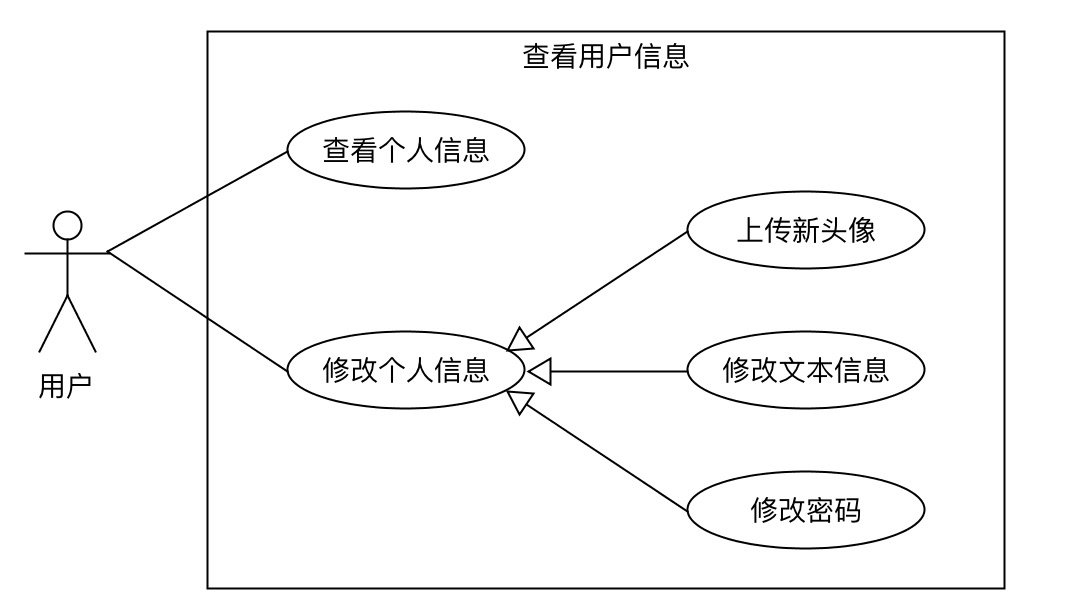 查看用户信息
查看个人信息
上传新头像
用户
修改个人信息
修改文本信息
修改密码